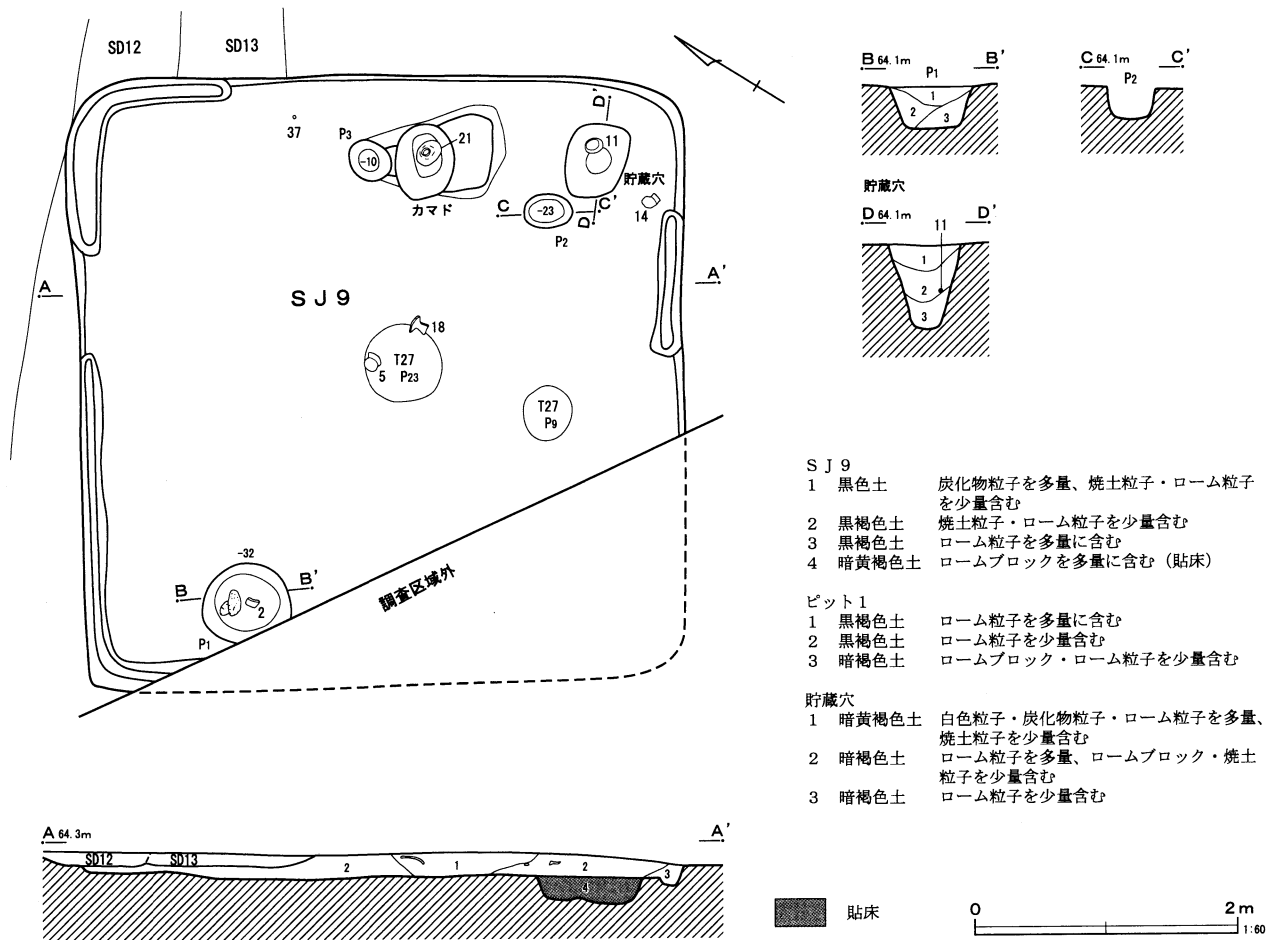 SD12
SD13
37
P3
-10
21
カマド
D'
11
貯蔵穴
14
C
-23
C'
D
P2
A
A'
SJ9
18
5
T27
P23
T27
P9
-32
B
B'
2
P1
調査区域外
B 64.1m
P1
B'
1
2
3
C 64.1m
P2
C'
貯蔵穴
D 64.1m
11
D'
1
2
3
SJ9
1 黒色土 炭化物粒子を多量、焼土粒子・ローム粒子
を少量含む
2 黒褐色土 焼土粒子・ローム粒子を少量含む
3 黒褐色土 ローム粒子を多量に含む
4 暗黄褐色土 ロームブロックを多量に含む（貼床）
ピット1
1 黒褐色土 ローム粒子を多量に含む
2 黒褐色土 ローム粒子を少量含む
3 暗褐色土 ロームブロック・ローム粒子を少量含む
貯蔵穴
1 暗黄褐色土 白色粒子・炭化物粒子・ローム粒子を多量、
焼土粒子を少量含む
2 暗褐色土 ローム粒子を多量、ロームブロック・焼土
粒子を少量含む
3 暗褐色土 ローム粒子を少量含む
A 64.3m
A'
SD12
SD13
2
1
2
3
4
貼床
0
2m
1:60